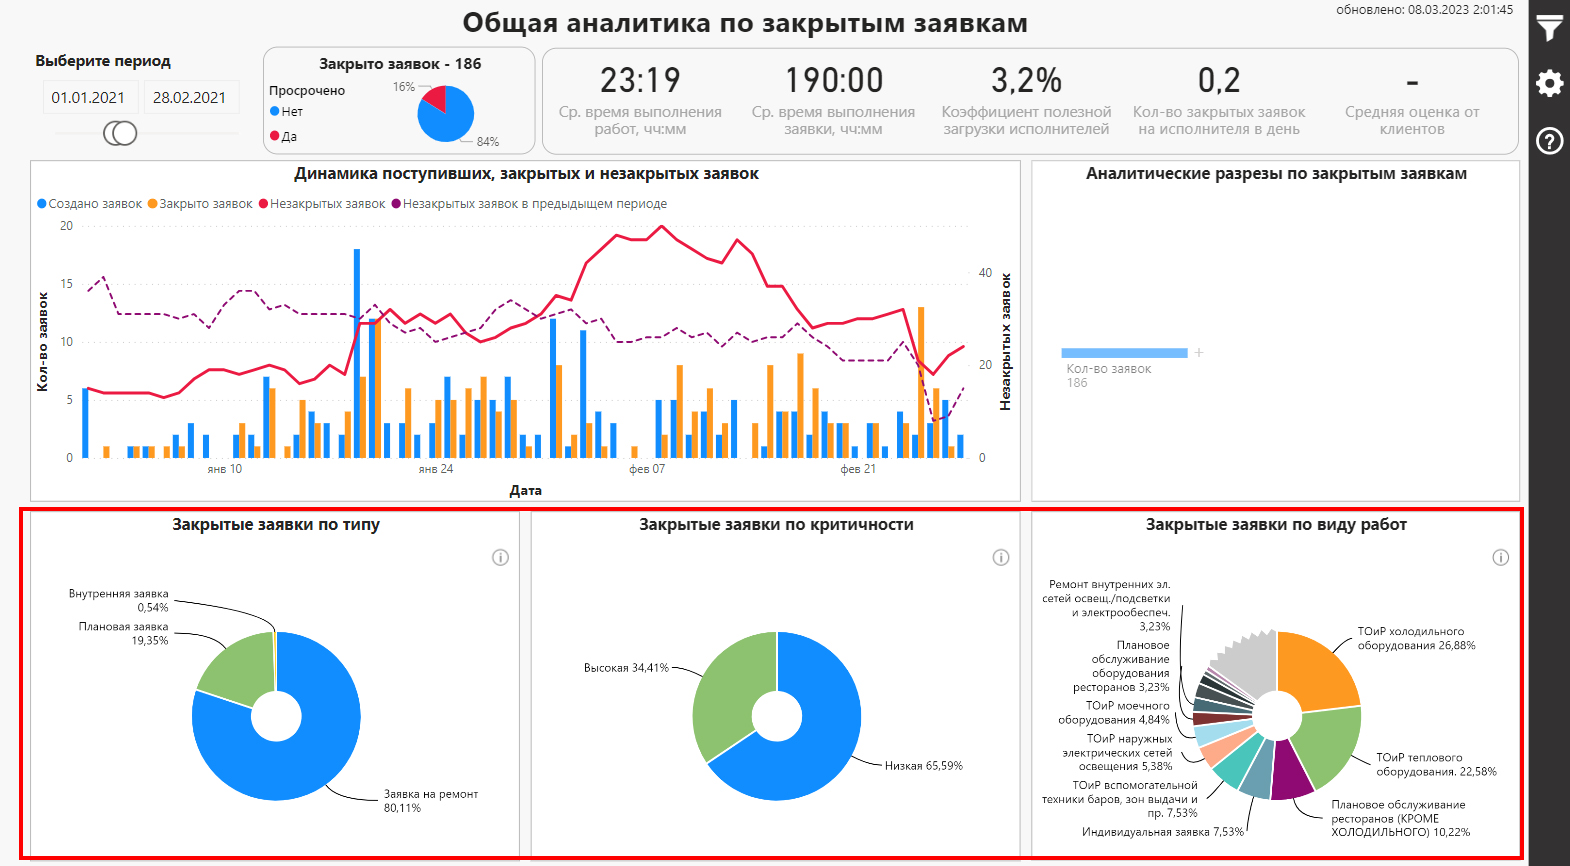 Общая аналитика по закрытым заявкам
обновлено: 08.03.2023 2:01:45
Выберите период
01.01.2021
28.02.2021
Закрыто заявок - 186
Просрочено
Нет
Да
16%
84%
23:19
Ср. время выполнения
работ, чч:мм
190:00
Ср. время выполнения
заявки, чч:мм
3,2%
Коэффициент полезной
загрузки исполнителей
0,2
Кол-во закрытых заявок
на исполнителя в день
-
Средняя оценка от
клиентов
Динамика поступивших, закрытых и незакрытых заявок
Создано заявок
Закрыто заявок
Незакрытых заявок
Незакрытых заявок в предыдыщем периоде
Кол-во заявок
20
15
10
5
0
40
20
0
Незакрытых заявок
янв 10
янв 24
фев 07
фев 21
Дата
Аналитические разрезы по закрытым заявкам
Кол-во заявок
186
Закрытые заявки по типу
Внутренняя заявка
0,54%
Плановая заявка
19,35%
Заявка на ремонт
80,11%
Закрытые заявки по критичности
Высокая 34,41%
Низкая 65,59%
Закрытые заявки по виду работ
Ремонт внутренних эл.
сетей освещ./подсветки
и электрообеспеч.
3,23%
Плановое
обслуживание
оборудования
ресторанов 3,23%
ТОиР моечного
оборудования 4,84%
ТОиР наружных
электрических сетей
освещения 5,38%
ТОиР вспомогательной
техники баров, зон выдачи и
пр. 7,53%
Индивидуальная заявка 7,53%
ТОиР холодильного
оборудования 26,88%
ТОиР теплового
оборудования. 22,58%
Плановое обслуживание
ресторанов (КРОМЕ
ХОЛОДИЛЬНОГО) 10,22%